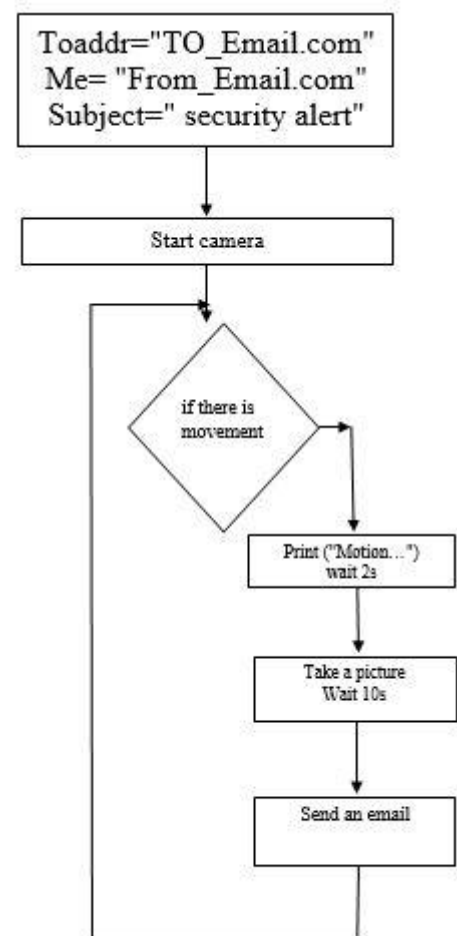 Toaddr="TO_Email.com"
Me= "From_Email.com"
Subject=" security alert"
Start camera
if there is
movement
Print ("Motion…")
wait 2s
Take a picture
Wait 10s
Send an email